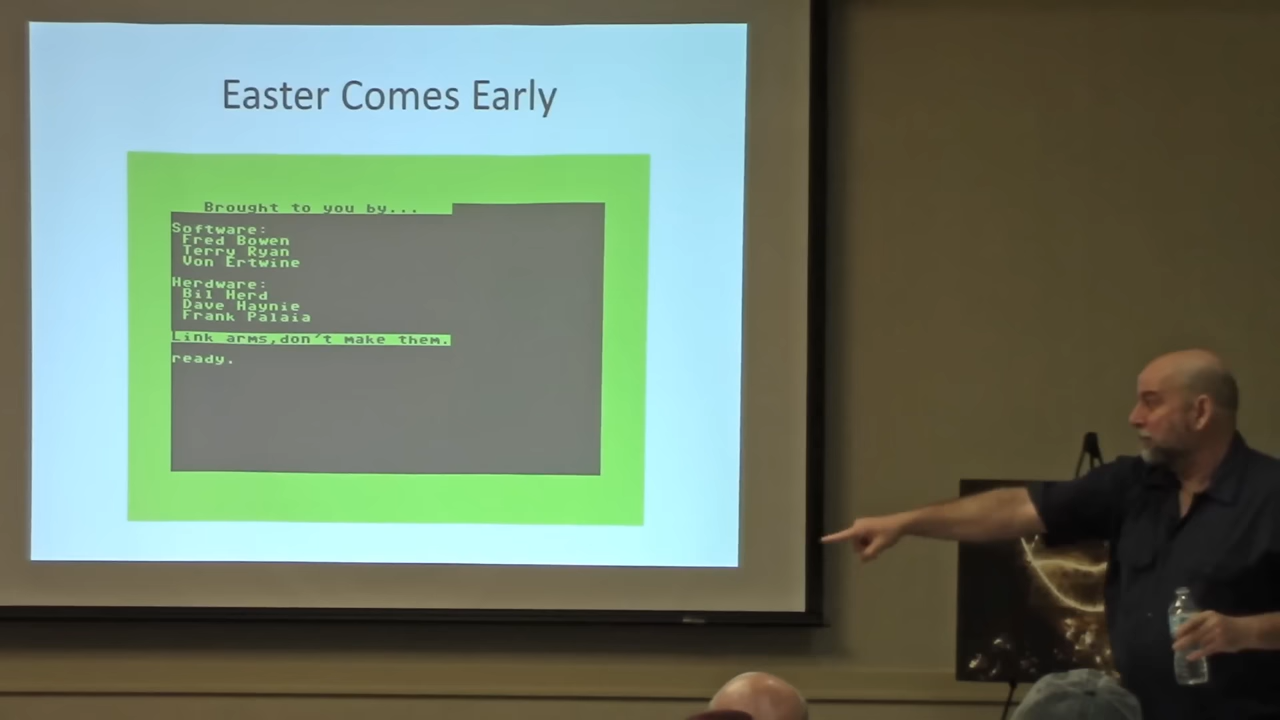 Easter Comes Early
Brought to you by...
Software:
Fred Bowen
Terry Ryan
Von Ertwine
Herdware:
Bil Herd
Dave Haynie
Frank Palaia
Link arms,don't make them.
ready.